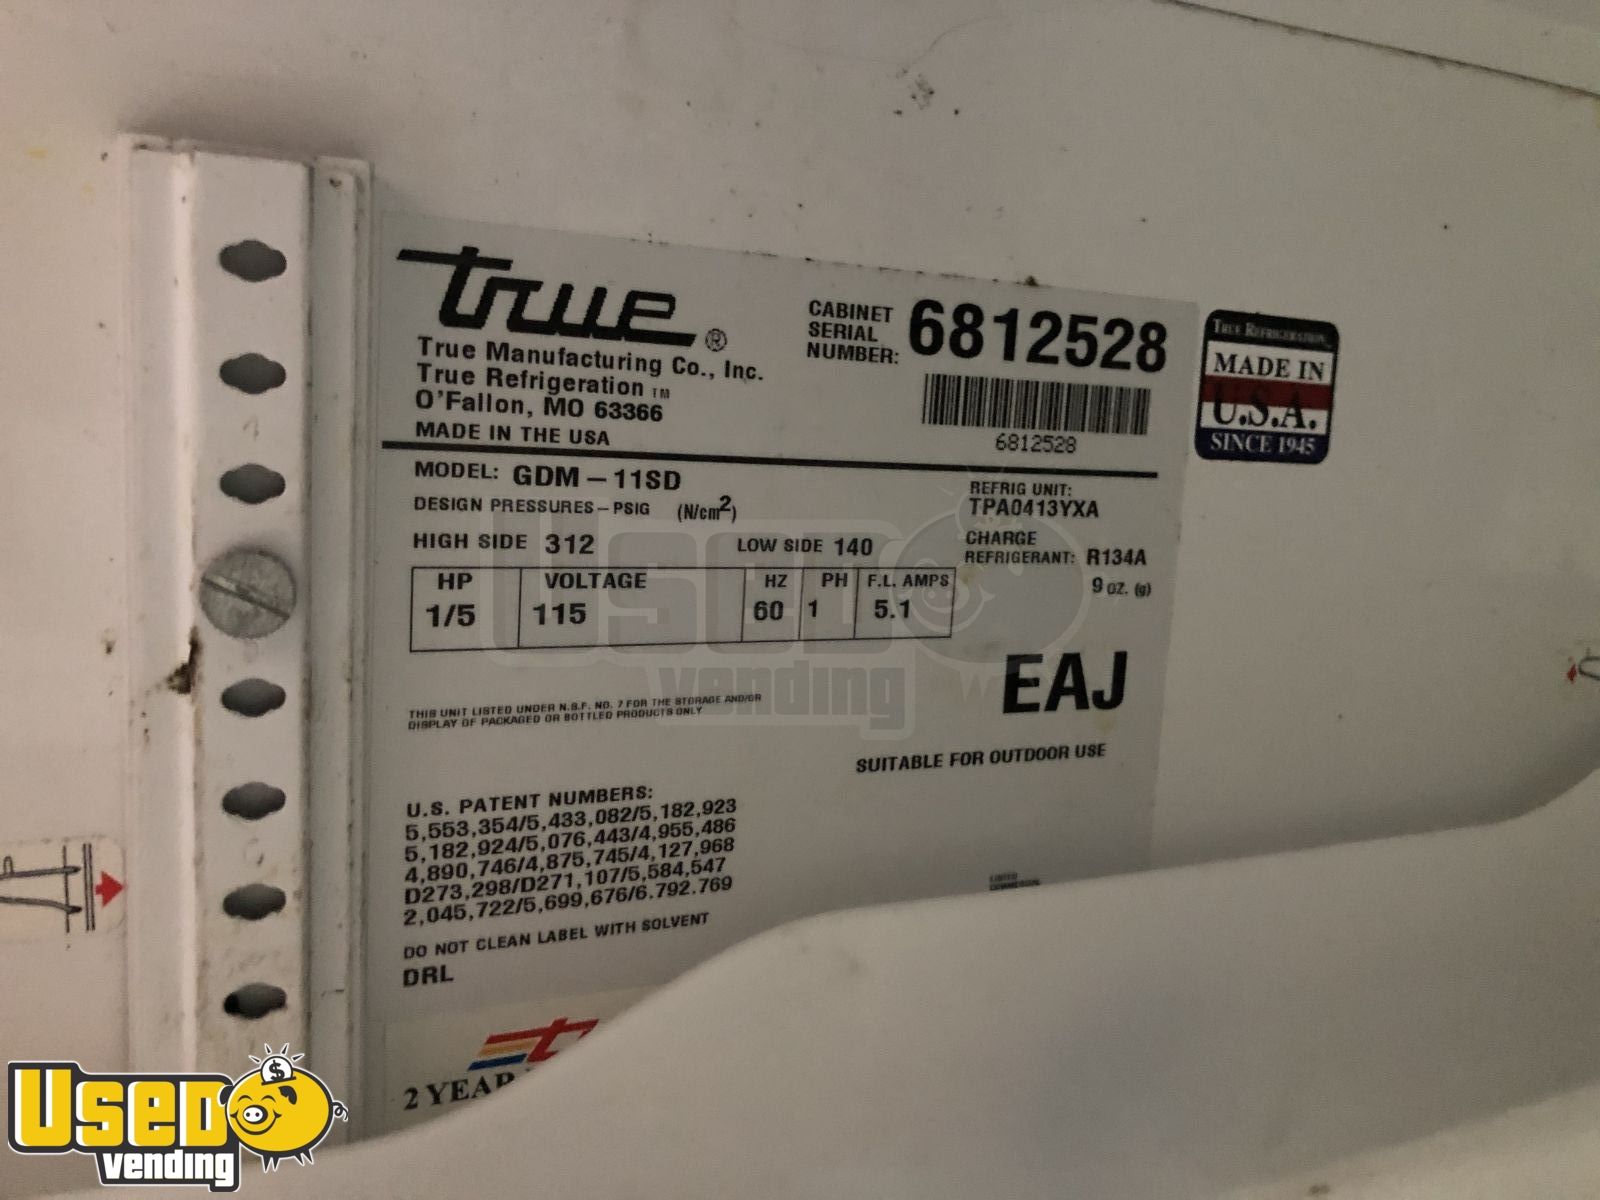 true®
True Manufacturing Co., Inc.
True Refrigeration TM
O'Fallon, MO 63366
MADE IN THE USA
CABINET
SERIAL
NUMBER: 6812528
6812528
TRUE REFRIGERATION
MADE IN
U.S.A.
SINCE 1945
MODEL: GDM – 11SD
DESIGN PRESSURES – PSIG (N/cm2)
HIGH SIDE 312 LOW SIDE 140
REFRIG UNIT:
TPA0413YXA
CHARGE
REFRIGERANT: R134A
9 oz. (g)
HP VOLTAGE HZ PH F.L. AMPS
1/5 115 60 1 5.1
EAJ
THIS UNIT LISTED UNDER N.S.F. NO. 7 FOR THE STORAGE AND/OR
DISPLAY OF PACKAGED OR BOTTLED PRODUCTS ONLY
SUITABLE FOR OUTDOOR USE
U.S. PATENT NUMBERS:
5,553,354/5,433,082/5,182,923
5,182,924/5,076,443/4,955,486
4,890,746/4,875,745/4,127,968
D273,298/D271,107/5,584,547
2,045,722/5,699,676/6.792.769
DO NOT CLEAN LABEL WITH SOLVENT
DRL
LISTED
COMMERCIAL
2 YEAR
USED
vending
USED
vending